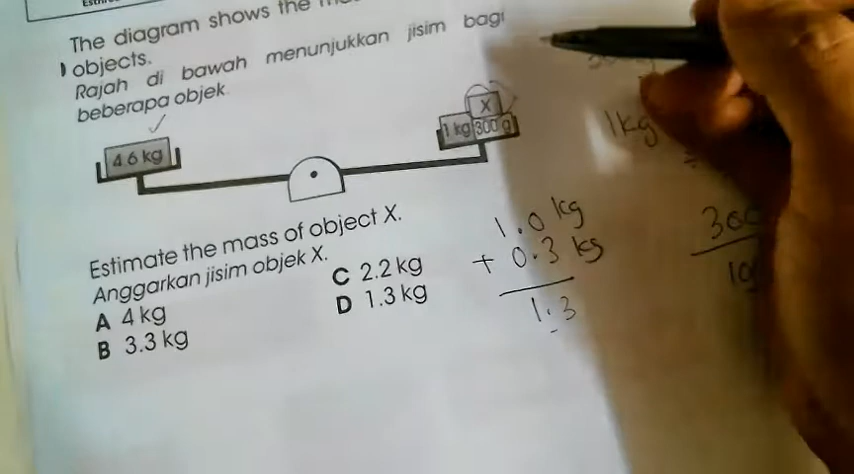 The diagram shows the
objects.
Rajah di bawah menunjukkan jisim bagi
beberapa objek.
4.6 kg
X
1 kg 300 g
Estimate the mass of object X.
Anggarkan jisim objek X.
A 4 kg
B 3.3 kg
C 2.2 kg
D 1.3 kg
1.0 kg
+ 0.3 kg
1.3
1kg